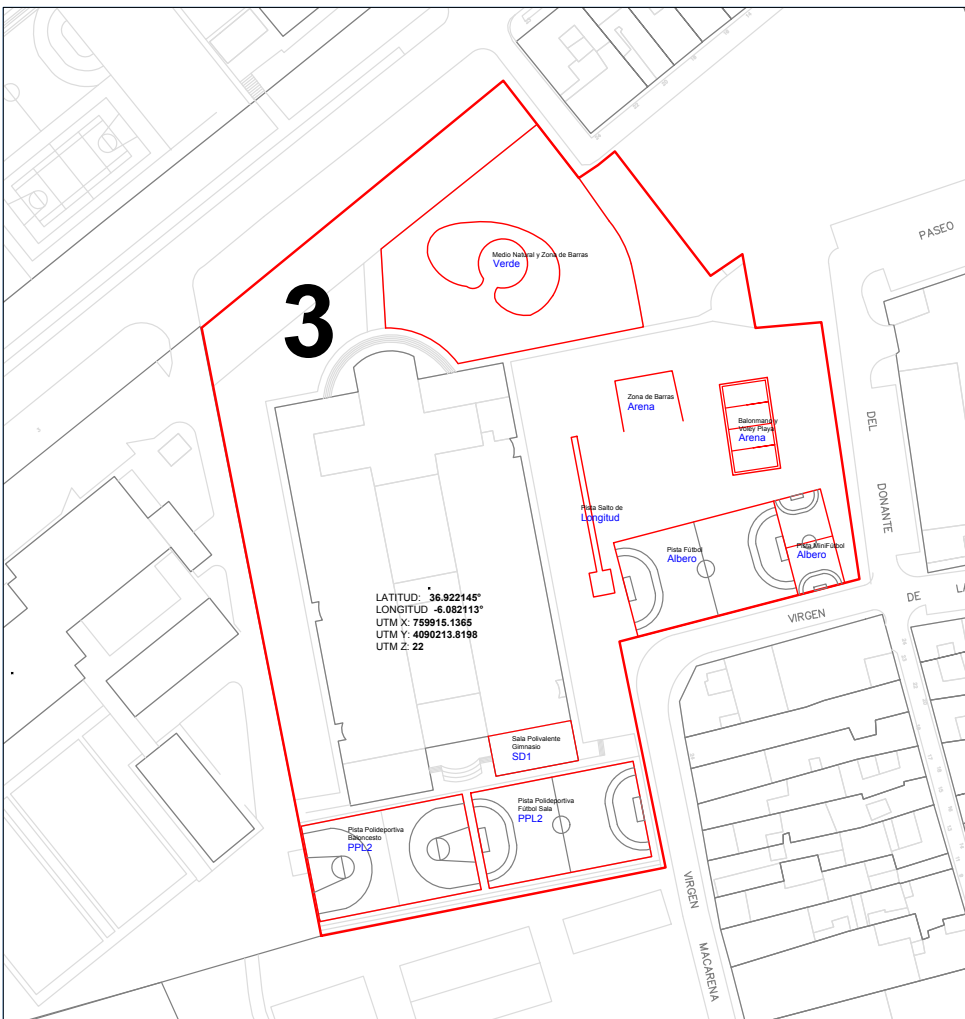 PASEO
Medio Natural y Zona de Barras
Verde
3
Zona de Barras
Arena
Balonmano y
Voley Playa
Arena
DEL
DONANTE
Pista Salto de
Longitud
Pista Fútbol
Albero
Pista MiniFútbol
Albero
LATITUD: 36.922145°
LONGITUD -6.082113°
UTM X: 759915.1365
UTM Y: 4090213.8198
UTM Z: 22
VIRGEN
DE
LA
Sala Polivalente
Gimnasio
SD1
Pista Polideportiva
Fútbol Sala
PPL2
Pista Polideportiva
Baloncesto
PPL2
VIRGEN
MACARENA